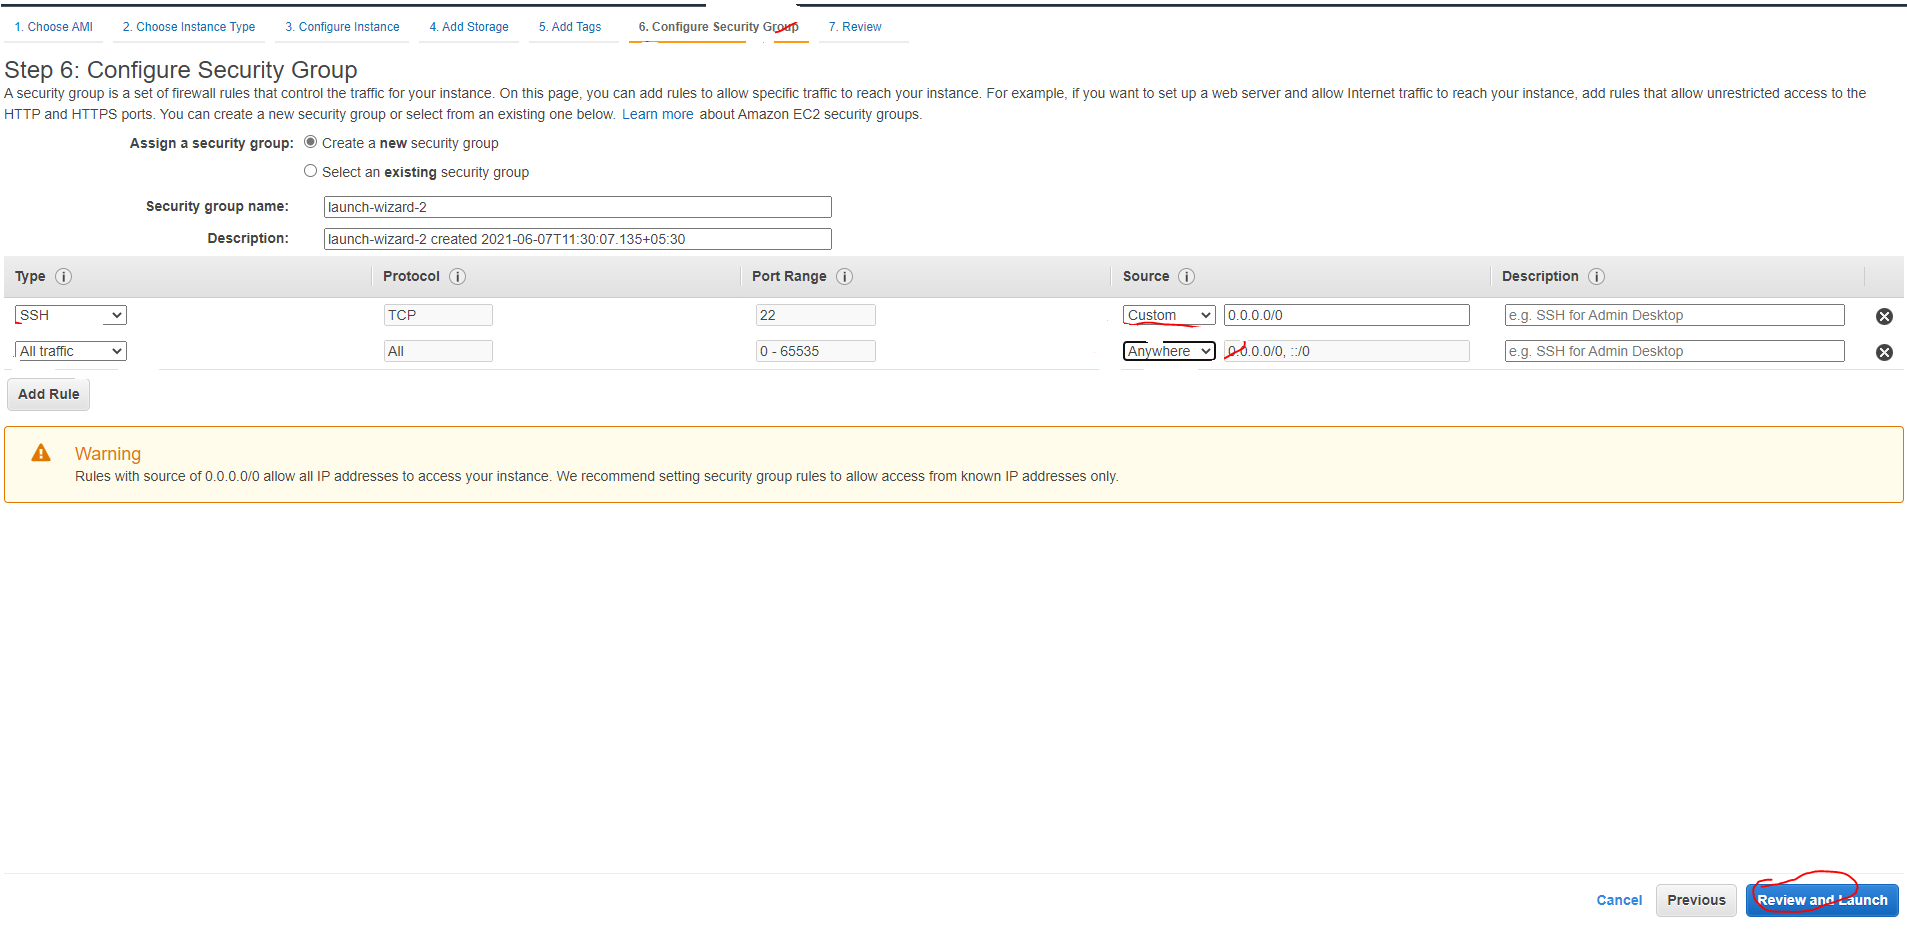 1. Choose AMI 2. Choose Instance Type 3. Configure Instance 4. Add Storage 5. Add Tags 6. Configure Security Group 7. Review
Step 6: Configure Security Group
A security group is a set of firewall rules that control the traffic for your instance. On this page, you can add rules to allow specific traffic to reach your instance. For example, if you want to set up a web server and allow Internet traffic to reach your instance, add rules that allow unrestricted access to the
HTTP and HTTPS ports. You can create a new security group or select from an existing one below. Learn more about Amazon EC2 security groups.
Assign a security group: Create a new security group
Select an existing security group
Security group name: launch-wizard-2
Description: launch-wizard-2 created 2021-06-07T11:30:07.135+05:30
Type i Protocol i Port Range i Source i Description i
SSH TCP 22 Custom 0.0.0.0/0 e.g. SSH for Admin Desktop
All traffic All 0 - 65535 Anywhere 0.0.0.0/0, ::/0 e.g. SSH for Admin Desktop
Add Rule
Warning
Rules with source of 0.0.0.0/0 allow all IP addresses to access your instance. We recommend setting security group rules to allow access from known IP addresses only.
Cancel Previous Review and Launch